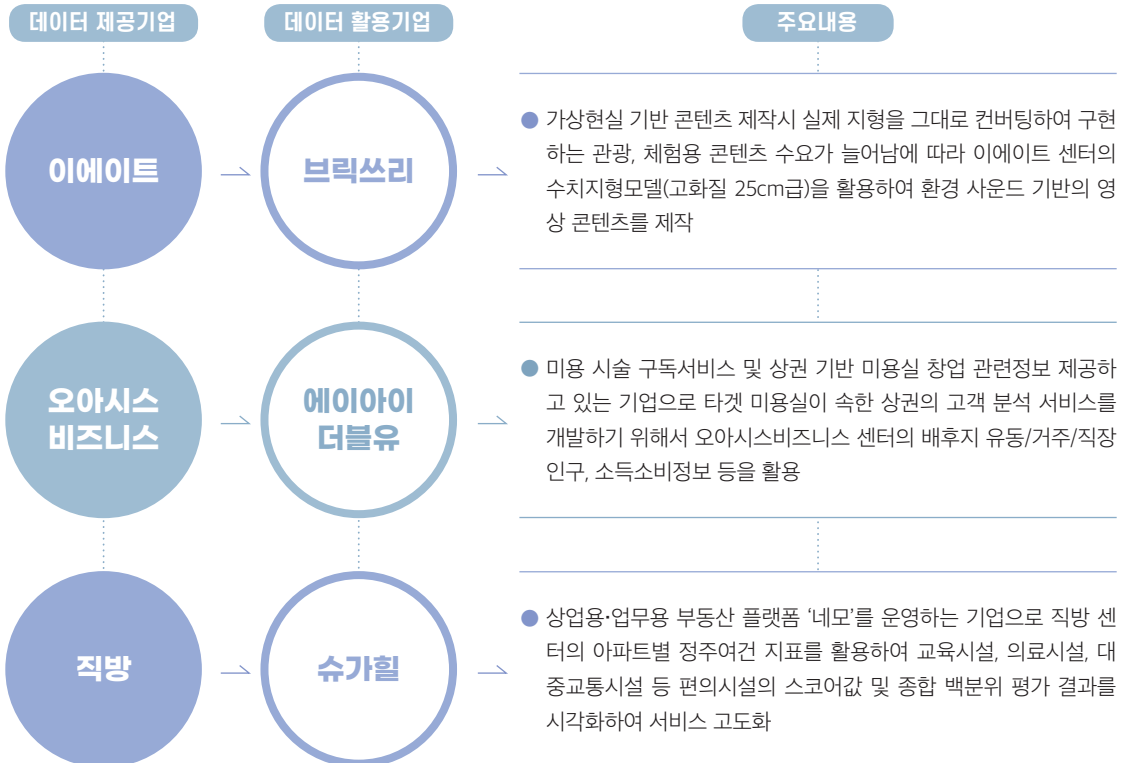 데이터 제공기업
데이터 활용기업
주요내용
이에이트
브릭쓰리
● 가상현실 기반 콘텐츠 제작시 실제 지형을 그대로 컨버팅하여 구현
하는 관광, 체험용 콘텐츠 수요가 늘어남에 따라 이에이트 센터의
수치지형모델(고화질 25cm급)을 활용하여 환경 사운드 기반의 영
상 콘텐츠를 제작
오아시스
비즈니스
에이아이
더블유
● 미용 시술 구독서비스 및 상권 기반 미용실 창업 관련정보 제공하
고 있는 기업으로 타겟 미용실이 속한 상권의 고객 분석 서비스를
개발하기 위해서 오아시스비즈니스 센터의 배후지 유동/거주/직장
인구, 소득소비정보 등을 활용
직방
슈가힐
● 상업용·업무용 부동산 플랫폼 ‘네모’를 운영하는 기업으로 직방 센
터의 아파트별 정주여건 지표를 활용하여 교육시설, 의료시설, 대
중교통시설 등 편의시설의 스코어값 및 종합 백분위 평가 결과를
시각화하여 서비스 고도화